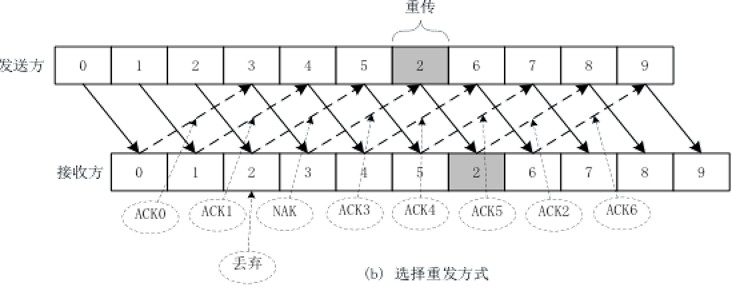 重传
发送方 0 1 2 3 4 5 2 6 7 8 9
接收方 0 1 2 3 4 5 2 6 7 8 9
ACK0 ACK1 NAK ACK3 ACK4 ACK5 ACK2 ACK6
丢弃
(b) 选择重发方式